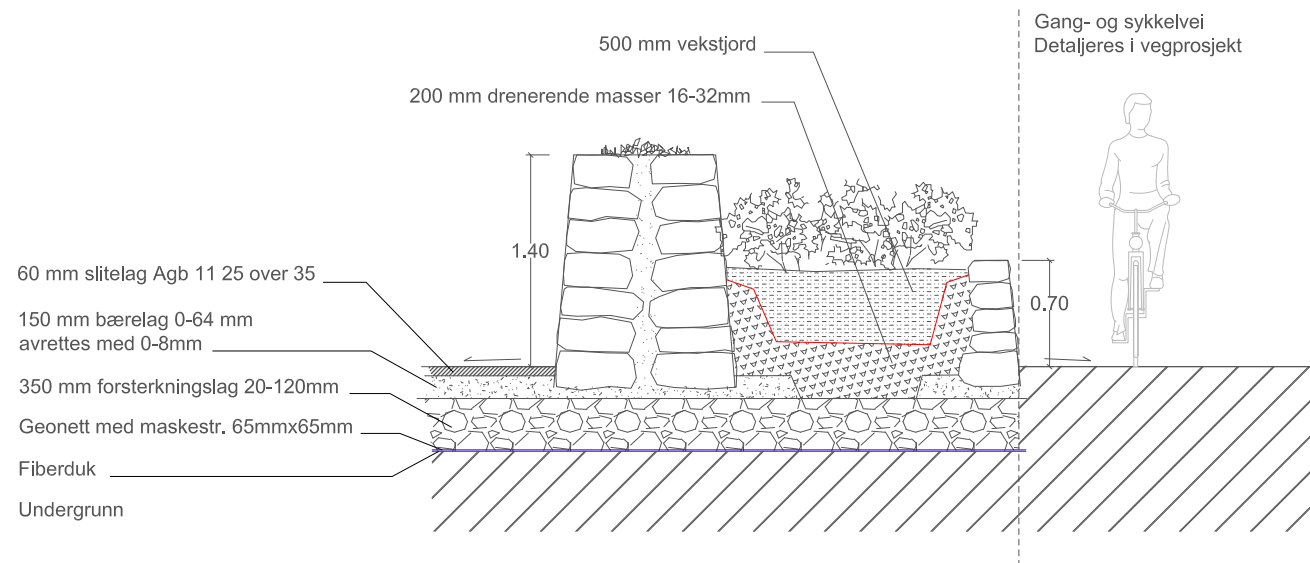 Gang- og sykkelvei
Detaljeres i vegprosjekt
500 mm vekstjord
200 mm drenerende masser 16-32mm
1.40
0.70
60 mm slitelag Agb 11 25 over 35
150 mm bærelag 0-64 mm
avrettes med 0-8mm
350 mm forsterkningslag 20-120mm
Geonett med maskestr. 65mmx65mm
Fiberduk
Undergrunn